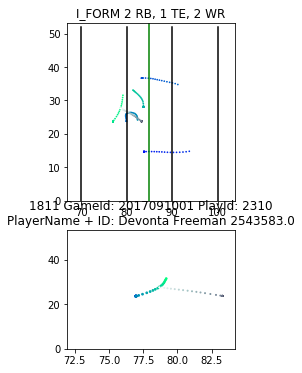 I_FORM 2 RB, 1 TE, 2 WR
50
40
30
20
10
0
70 80 90 100
1811 GameId: 2017091001 PlayId: 2310
PlayerName + ID: Devonta Freeman 2543583.0
40
20
0
72.5 75.0 77.5 80.0 82.5